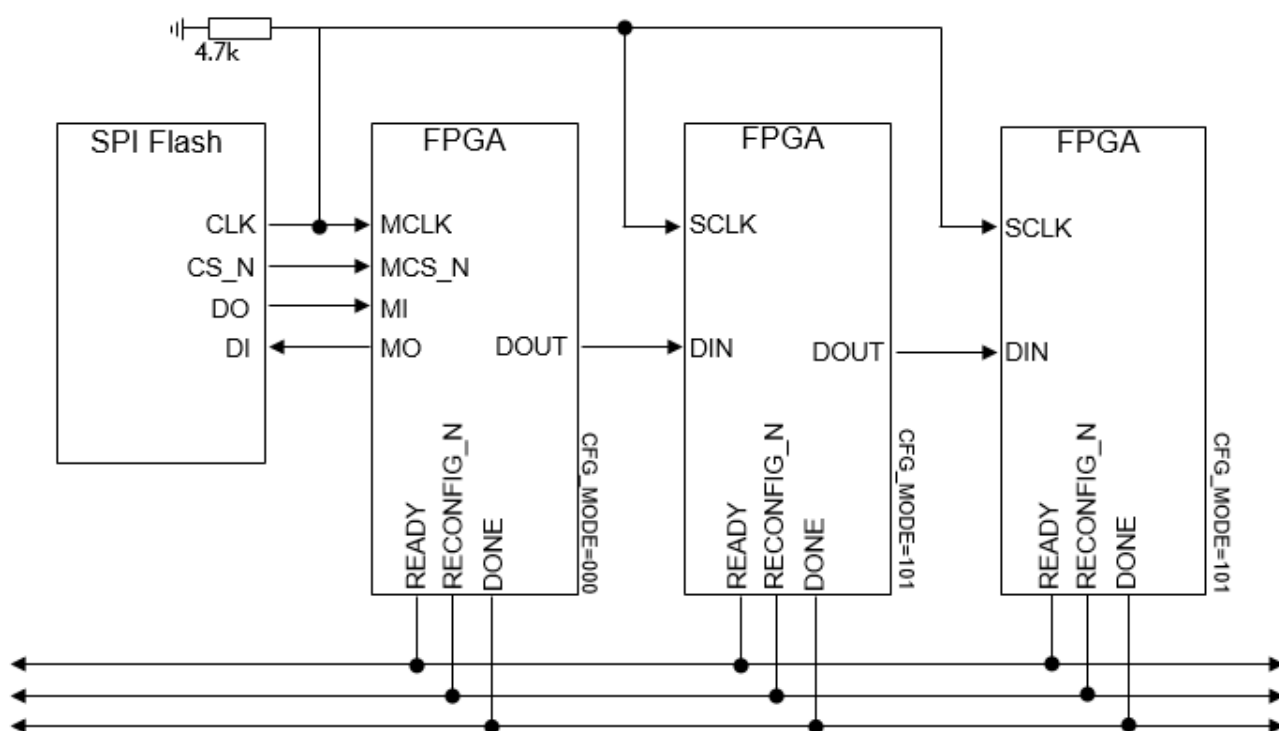 4.7k
SPI Flash
CLK
CS_N
DO
DI
FPGA
MCLK
MCS_N
MI
MO
DOUT
READY
RECONFIG_N
DONE
CFG_MODE=000
FPGA
SCLK
DIN
DOUT
READY
RECONFIG_N
DONE
CFG_MODE=101
FPGA
SCLK
DIN
READY
RECONFIG_N
DONE
CFG_MODE=101